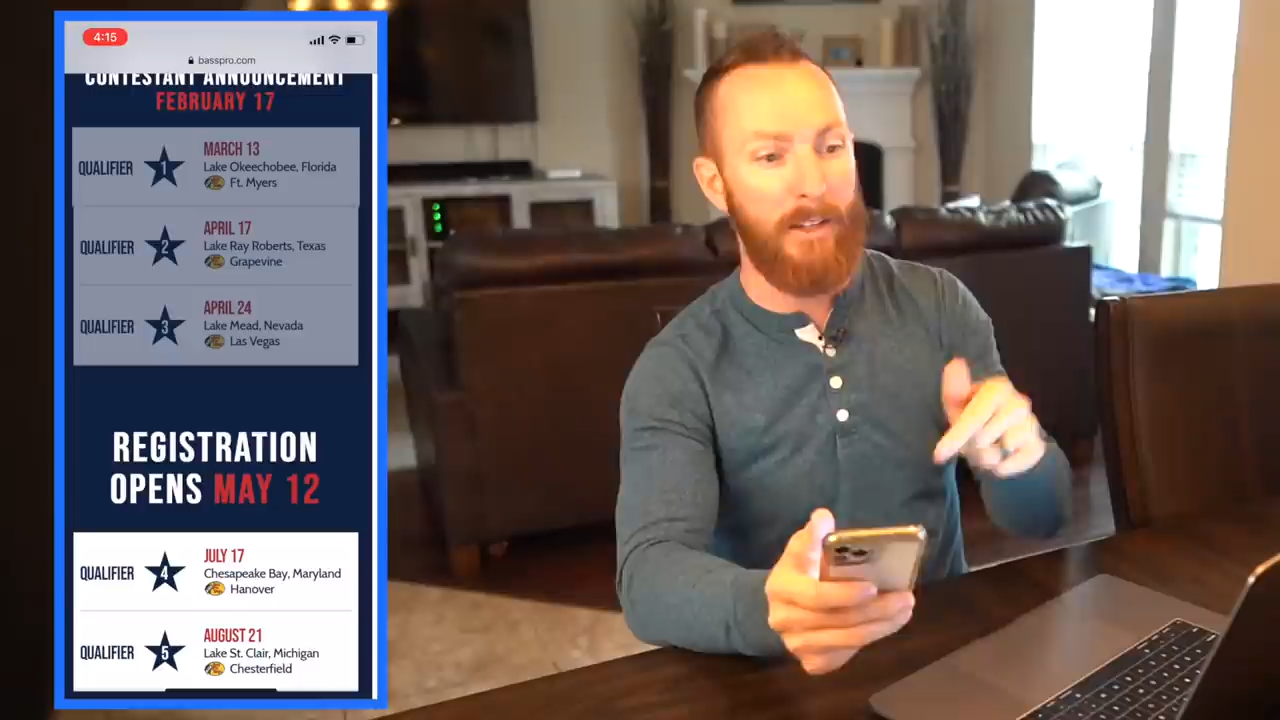 4:15
basspro.com
CONTESTANT ANNOUNCEMENT
FEBRUARY 17
QUALIFIER 1
MARCH 13
Lake Okeechobee, Florida
Ft. Myers
QUALIFIER 2
APRIL 17
Lake Ray Roberts, Texas
Grapevine
QUALIFIER 3
APRIL 24
Lake Mead, Nevada
Las Vegas
REGISTRATION
OPENS MAY 12
QUALIFIER 4
JULY 17
Chesapeake Bay, Maryland
Hanover
QUALIFIER 5
AUGUST 21
Lake St. Clair, Michigan
Chesterfield